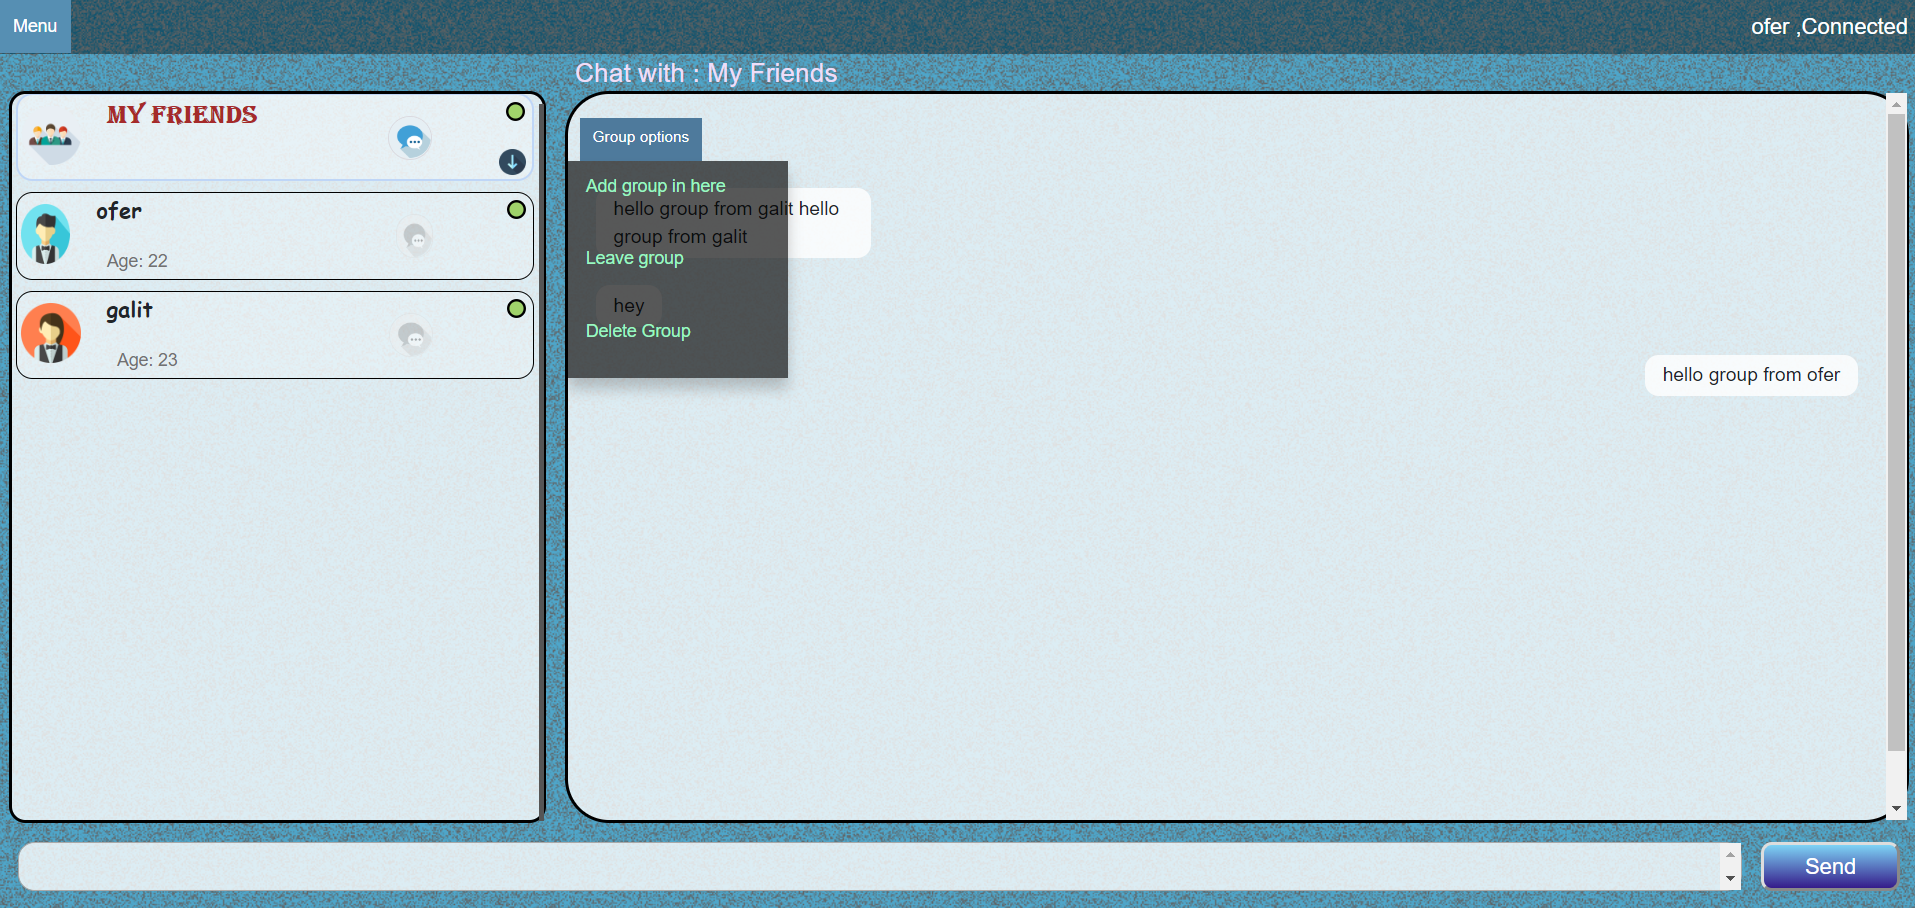 Menu
ofer ,Connected
Chat with : My Friends
MY FRIENDS
ofer
Age: 22
galit
Age: 23
Group options
Add group in here
hello group from galit hello
group from galit
Leave group
hey
Delete Group
hello group from ofer
Send